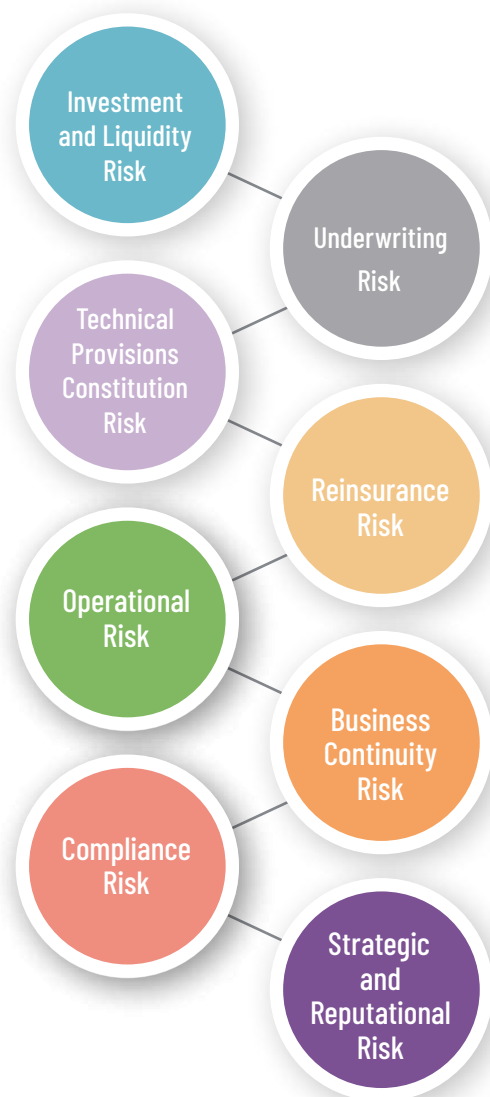 Investment
and Liquidity
Risk
Underwriting
Risk
Technical
Provisions
Constitution
Risk
Reinsurance
Risk
Operational
Risk
Business
Continuity
Risk
Compliance
Risk
Strategic
and
Reputational
Risk